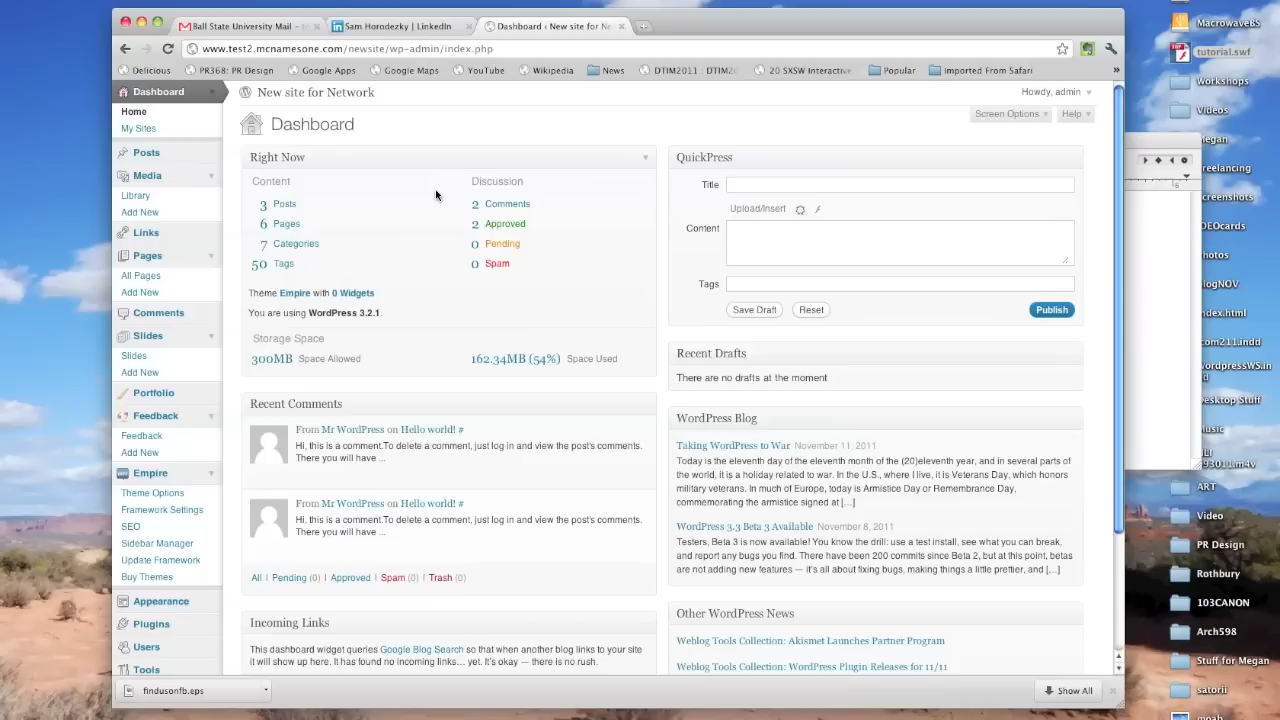 Ball State University Mail –
Sam Horodezky | LinkedIn
Dashboard ‹ New site for Ne
www.test2.mcnamesone.com/newsite/wp-admin/index.php
Delicious
PR368: PR Design
Google Apps
Google Maps
YouTube
Wikipedia
News
DTIM2011 : DTIM2
20 SXSW Interactive
Popular
Imported From Safari
»
Dashboard
Home
My Sites
Posts
Media
Library
Add New
Links
Pages
All Pages
Add New
Comments
Slides
Slides
Add New
Portfolio
Feedback
Feedback
Add New
Empire
Theme Options
Framework Settings
SEO
Sidebar Manager
Update Framework
Buy Themes
Appearance
Plugins
Users
Tools
New site for Network
Howdy, admin
Dashboard
Screen Options
Help
Right Now
Content
Discussion
3 Posts
2 Comments
6 Pages
2 Approved
7 Categories
0 Pending
50 Tags
0 Spam
Theme Empire with 0 Widgets
You are using WordPress 3.2.1.
Storage Space
300MB Space Allowed
162.34MB (54%) Space Used
Recent Comments
From Mr WordPress on Hello world! #
Hi, this is a comment.To delete a comment, just log in and view the post's comments.
There you will have ...
From Mr WordPress on Hello world! #
Hi, this is a comment.To delete a comment, just log in and view the post's comments.
There you will have ...
All | Pending (0) | Approved | Spam (0) | Trash (0)
Incoming Links
This dashboard widget queries Google Blog Search so that when another blog links to your site
it will show up here. It has found no incoming links… yet. It's okay — there is no rush.
QuickPress
Title
Upload/Insert
Content
Tags
Save Draft
Reset
Publish
Recent Drafts
There are no drafts at the moment
WordPress Blog
Taking WordPress to War November 11, 2011
Today is the eleventh day of the eleventh month of the (20)eleventh year, and in several parts of
the world, it is a holiday related to war. In the U.S., where I live, it is Veterans Day, which honors
military veterans. In much of Europe, today is Armistice Day or Remembrance Day,
commemorating the armistice signed at [...]
WordPress 3.3 Beta 3 Available November 8, 2011
Testers, Beta 3 is now available! You know the drill: use a test install, see what you can break,
and report any bugs you find. There have been 200 commits since Beta 2, but at this point, betas
are not adding new features — it's all about fixing bugs, making things a little prettier, and [...]
Other WordPress News
Weblog Tools Collection: Akismet Launches Partner Program
Weblog Tools Collection: WordPress Plugin Releases for 11/11
findusonfb.eps
Show All
6
MacrowaveBS
tutorial.swf
Workshops
Videos
egan
reelancing
creenshots
DEOcards
hotos
logNOV
ndex.html
com211.indd
wordpressWS.in
d
esktop Stuff
usic
93011.m4v
ART
Video
PR Design
Rothbury
103CANON
Arch598
Stuff for Megan
satorii
moab